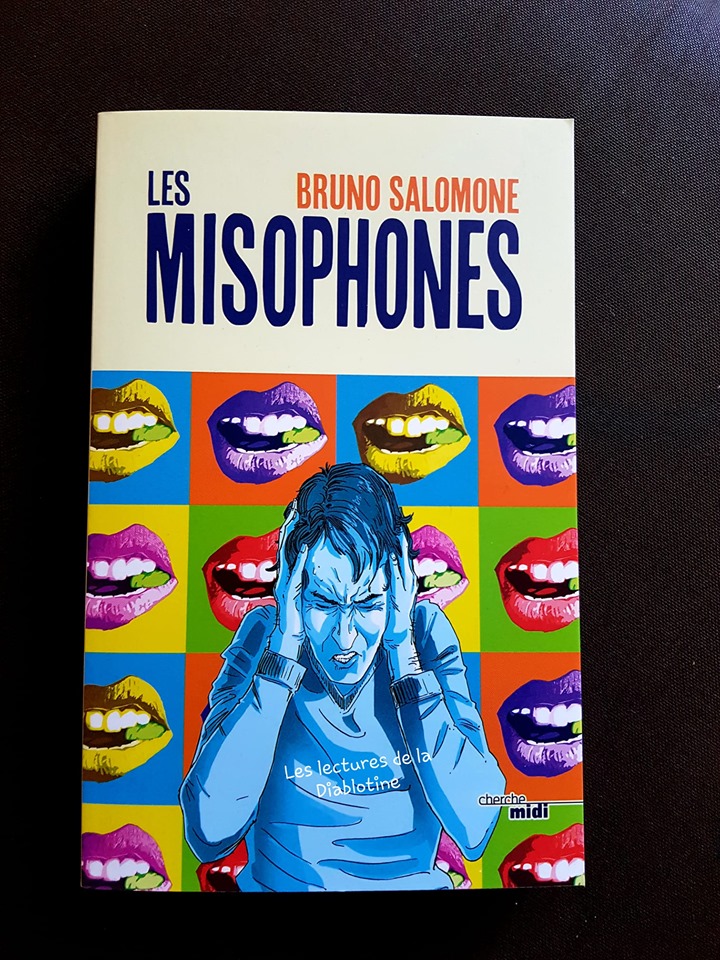 LES
BRUNO SALOMONE
MISOPHONES
Les lectures de la
Diablotine
cherche
midi